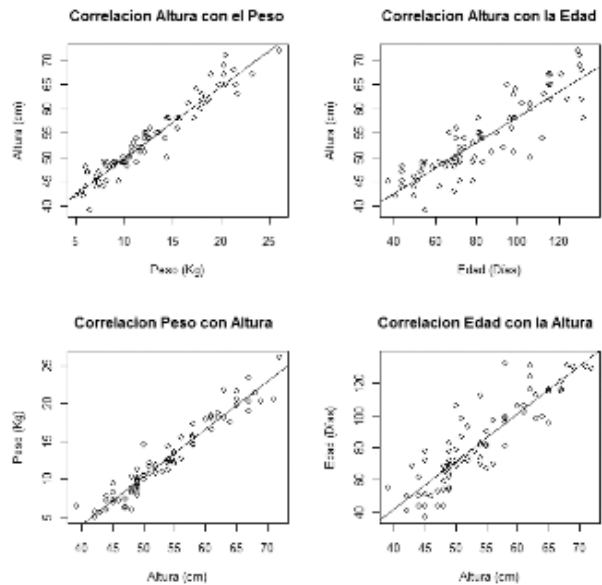 Correlacion Altura con el Peso
Altura (cm)
40 45 50 55 60 65 70
5 10 15 20 25
Peso (Kg)
Correlacion Altura con la Edad
Altura (cm)
40 45 50 55 60 65 70
40 60 80 100 120
Edad (Días)
Correlacion Peso con Altura
Peso (Kg)
5 10 15 20 25
40 45 50 55 60 65 70
Altura (cm)
Correlacion Edad con la Altura
Edad (Días)
40 60 80 100 120
40 45 50 55 60 65 70
Altura (cm)